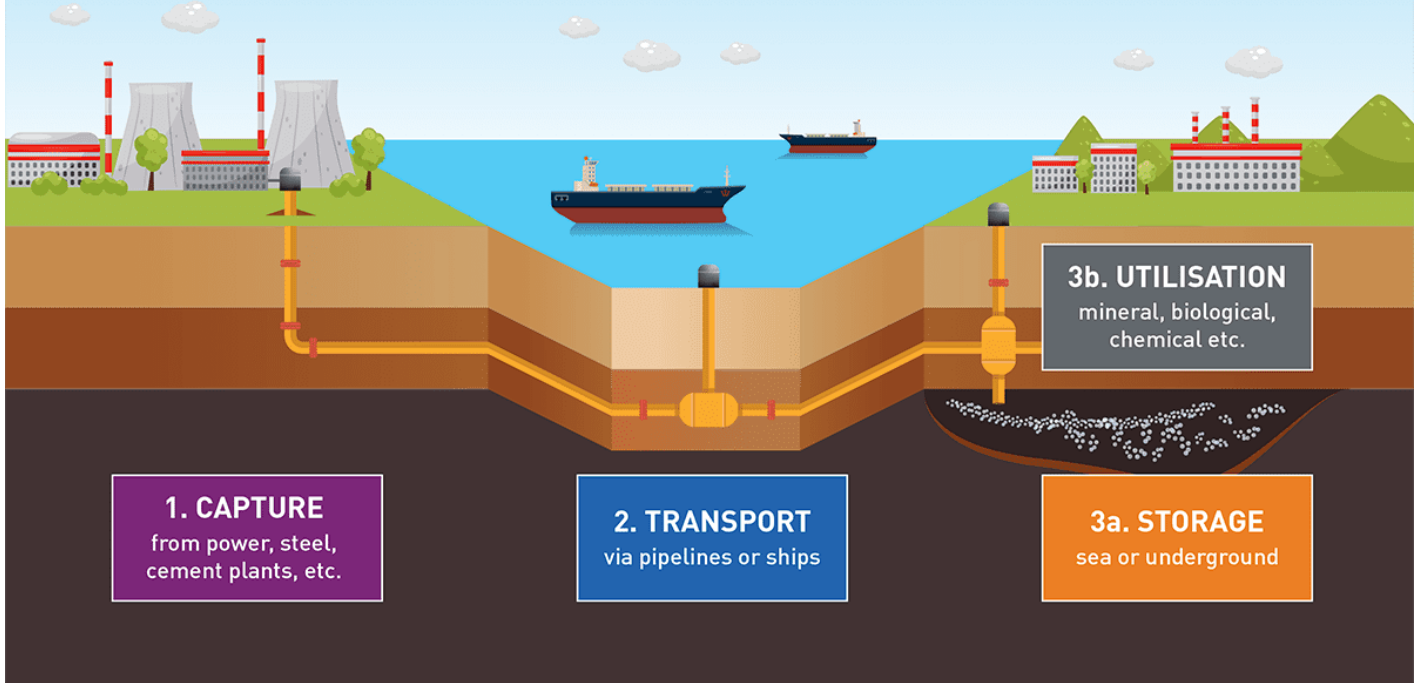 3b. UTILISATION
mineral, biological,
chemical etc.
1. CAPTURE
from power, steel,
cement plants, etc.
2. TRANSPORT
via pipelines or ships
3a. STORAGE
sea or underground